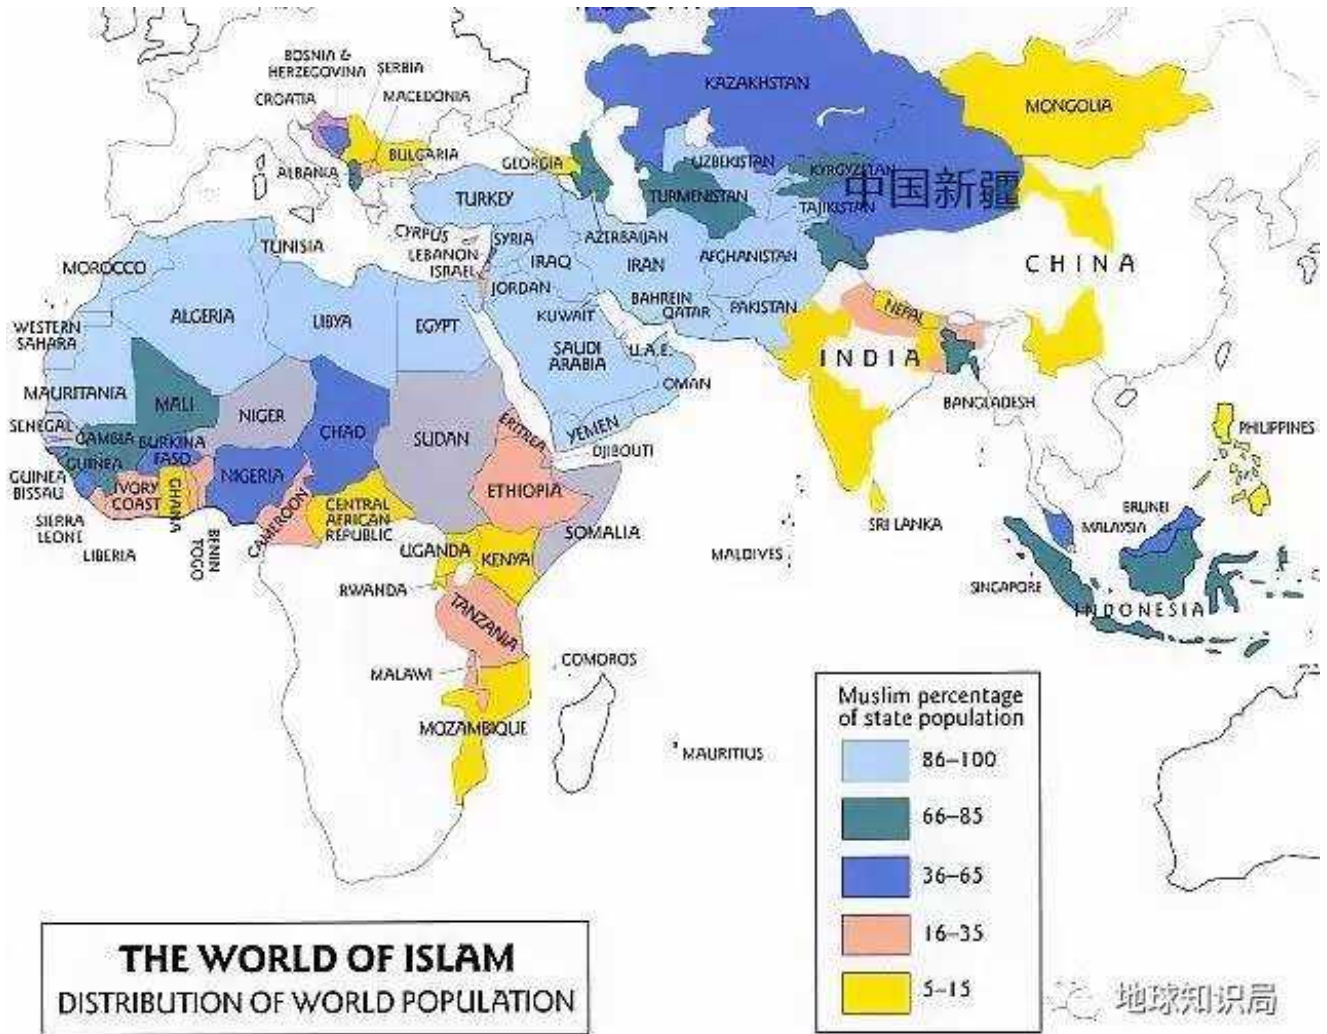 BOSNIA &
HERZEGOVINA
SERBIA
CROATIA
MACEDONIA
ALBANIA
BULGARIA
GEORGIA
KAZAKHSTAN
MONGOLIA
UZBEKISTAN
KYRGYZSTAN
TURMENISTAN
中国新疆
TAJIKISTAN
TURKEY
CYRPUS
LEBANON
ISRAEL
SYRIA
AZERBAIJAN
AFGHANISTAN
CHINA
IRAQ
IRAN
JORDAN
TUNISIA
MOROCCO
ALGERIA
LIBYA
EGYPT
KUWAIT
BAHREIN
QATAR
PAKISTAN
NEPAL
INDIA
WESTERN
SAHARA
SAUDI
ARABIA
U.A.E.
OMAN
YEMEN
DJIBOUTI
BANGLADESH
MAURITANIA
MALI
NIGER
CHAD
SUDAN
ERITREA
SENEGAL
GAMBIA
BURKINA
FASO
GUINEA
GUINEA
BISSAU
NIGERIA
IVORY
COAST
GHANA
SIERRA
LEONE
LIBERIA
TOGO
BENIN
CAMEROON
CENTRAL
AFRICAN
REPUBLIC
ETHIOPIA
SOMALIA
UGANDA
KENYA
RWANDA
TANZANIA
MALAWI
COMOROS
MOZAMBIQUE
MAURITIUS
MALDIVES
SRI LANKA
PHILIPPINES
BRUNEI
MALAYSIA
SINGAPORE
INDONESIA
Muslim percentage
of state population
86–100
66–85
36–65
16–35
5–15
THE WORLD OF ISLAM
DISTRIBUTION OF WORLD POPULATION
地球知识局